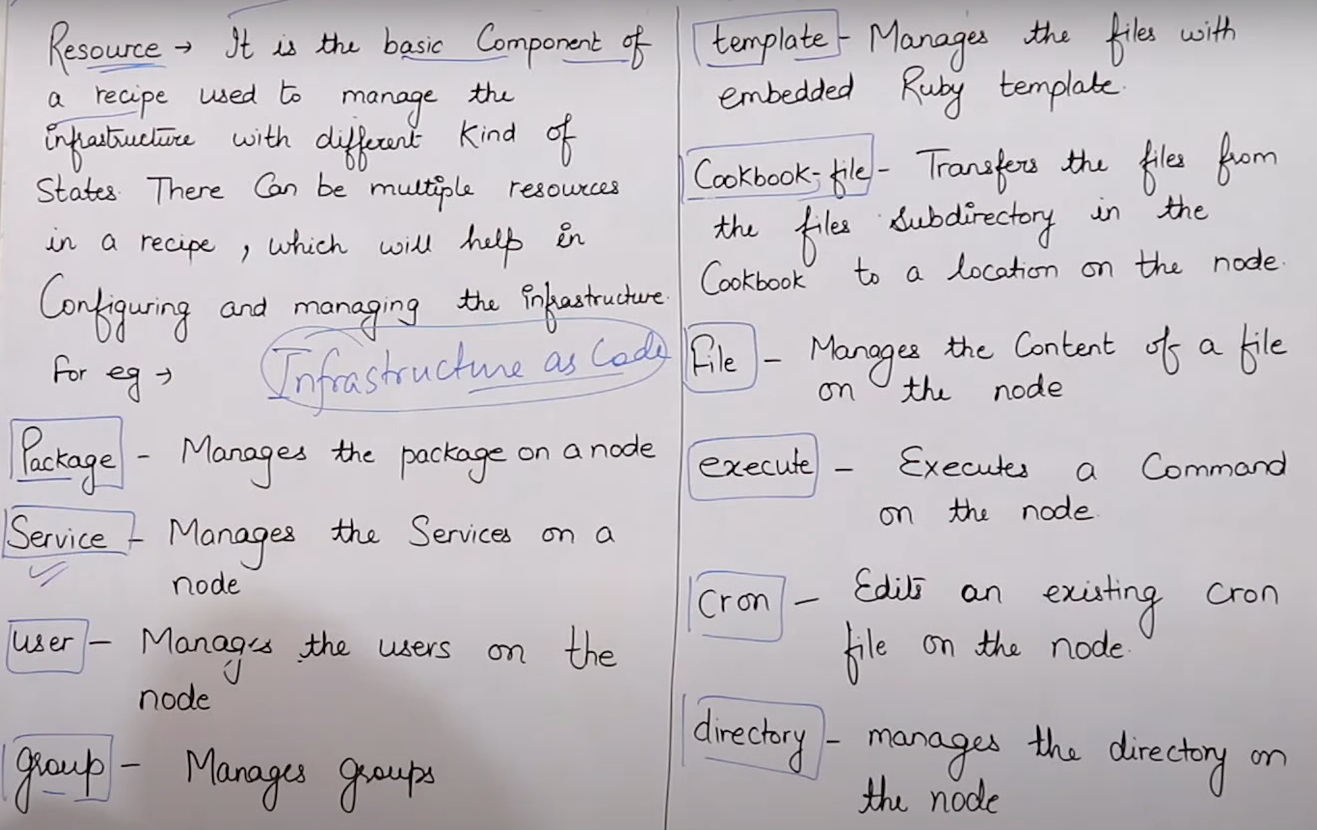 Resource → It is the basic Component of
a recipe used to manage the
infrastructure with different Kind of
States. There Can be multiple resources
in a recipe, which will help in
Configuring and managing the infrastructure.
For eg →
Infrastructure as Code
Package - Manages the package on a node
Service - Manages the Services on a
node
user - Manages the users on the
node
group - Manages groups
template - Manages the files with
embedded Ruby template.
Cookbook-file - Transfers the files from
the files subdirectory in the
Cookbook to a location on the node.
File - Manages the Content of a file
on the node
execute - Executes a Command
on the node.
Cron - Edits an existing cron
file on the node.
directory - manages the directory on
the node